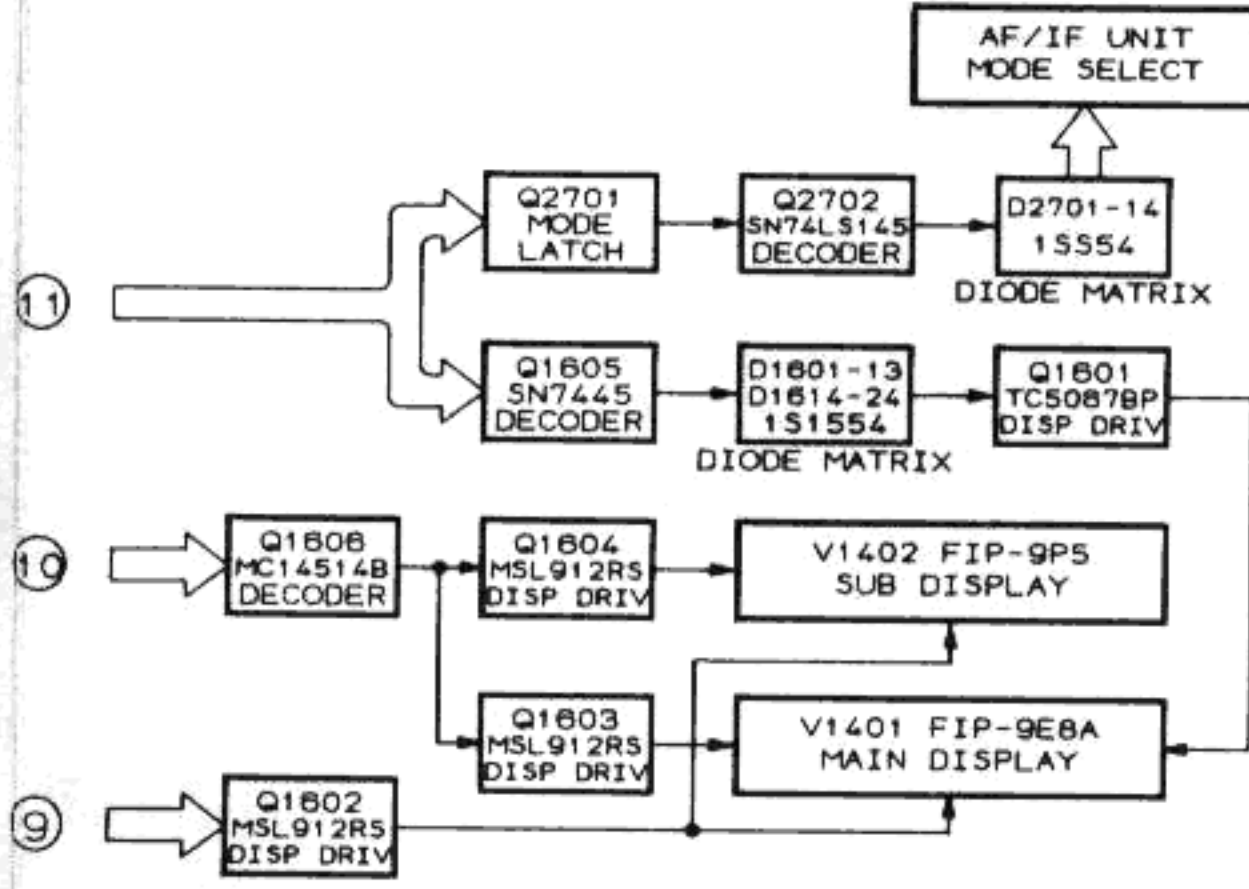 AF/IF UNIT
MODE SELECT
Q2701
MODE
LATCH
Q2702
SN74LS145
DECODER
D2701-14
1SS54
DIODE MATRIX
11
Q1605
SN7445
DECODER
D1601-13
D1614-24
1S1554
DIODE MATRIX
Q1601
TC5087BP
DISP DRIV
10
Q1606
MC14514B
DECODER
Q1604
MSL912RS
DISP DRIV
V1402 FIP-9P5
SUB DISPLAY
Q1603
MSL912RS
DISP DRIV
V1401 FIP-9E8A
MAIN DISPLAY
9
Q1602
MSL912RS
DISP DRIV